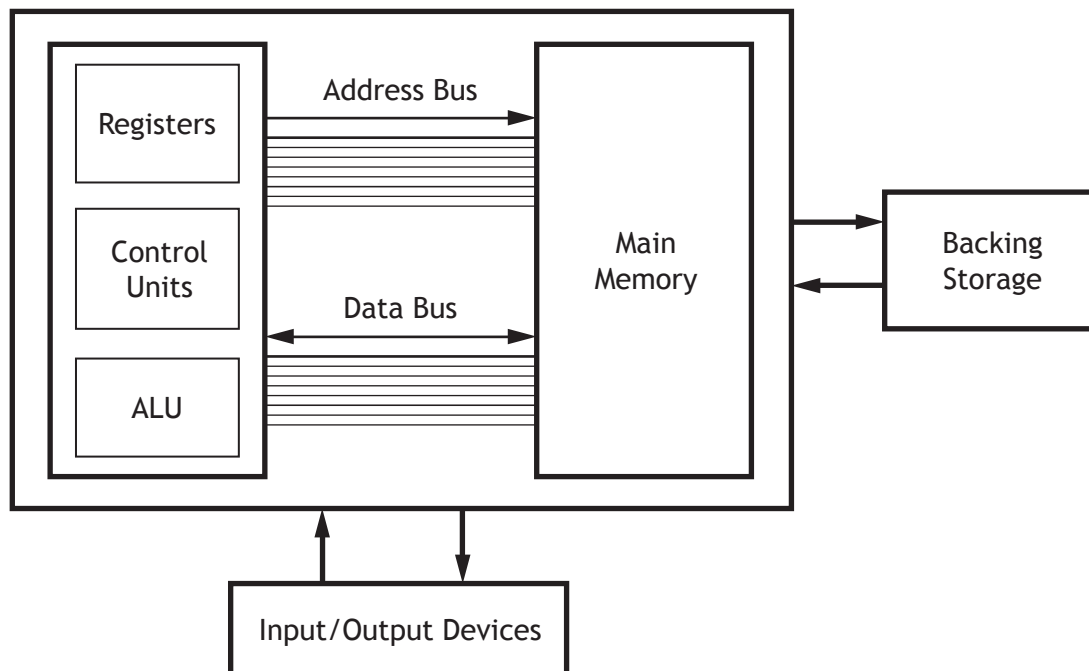 Registers
Control
Units
ALU
Address Bus
Data Bus
Main
Memory
Backing
Storage
Input/Output Devices